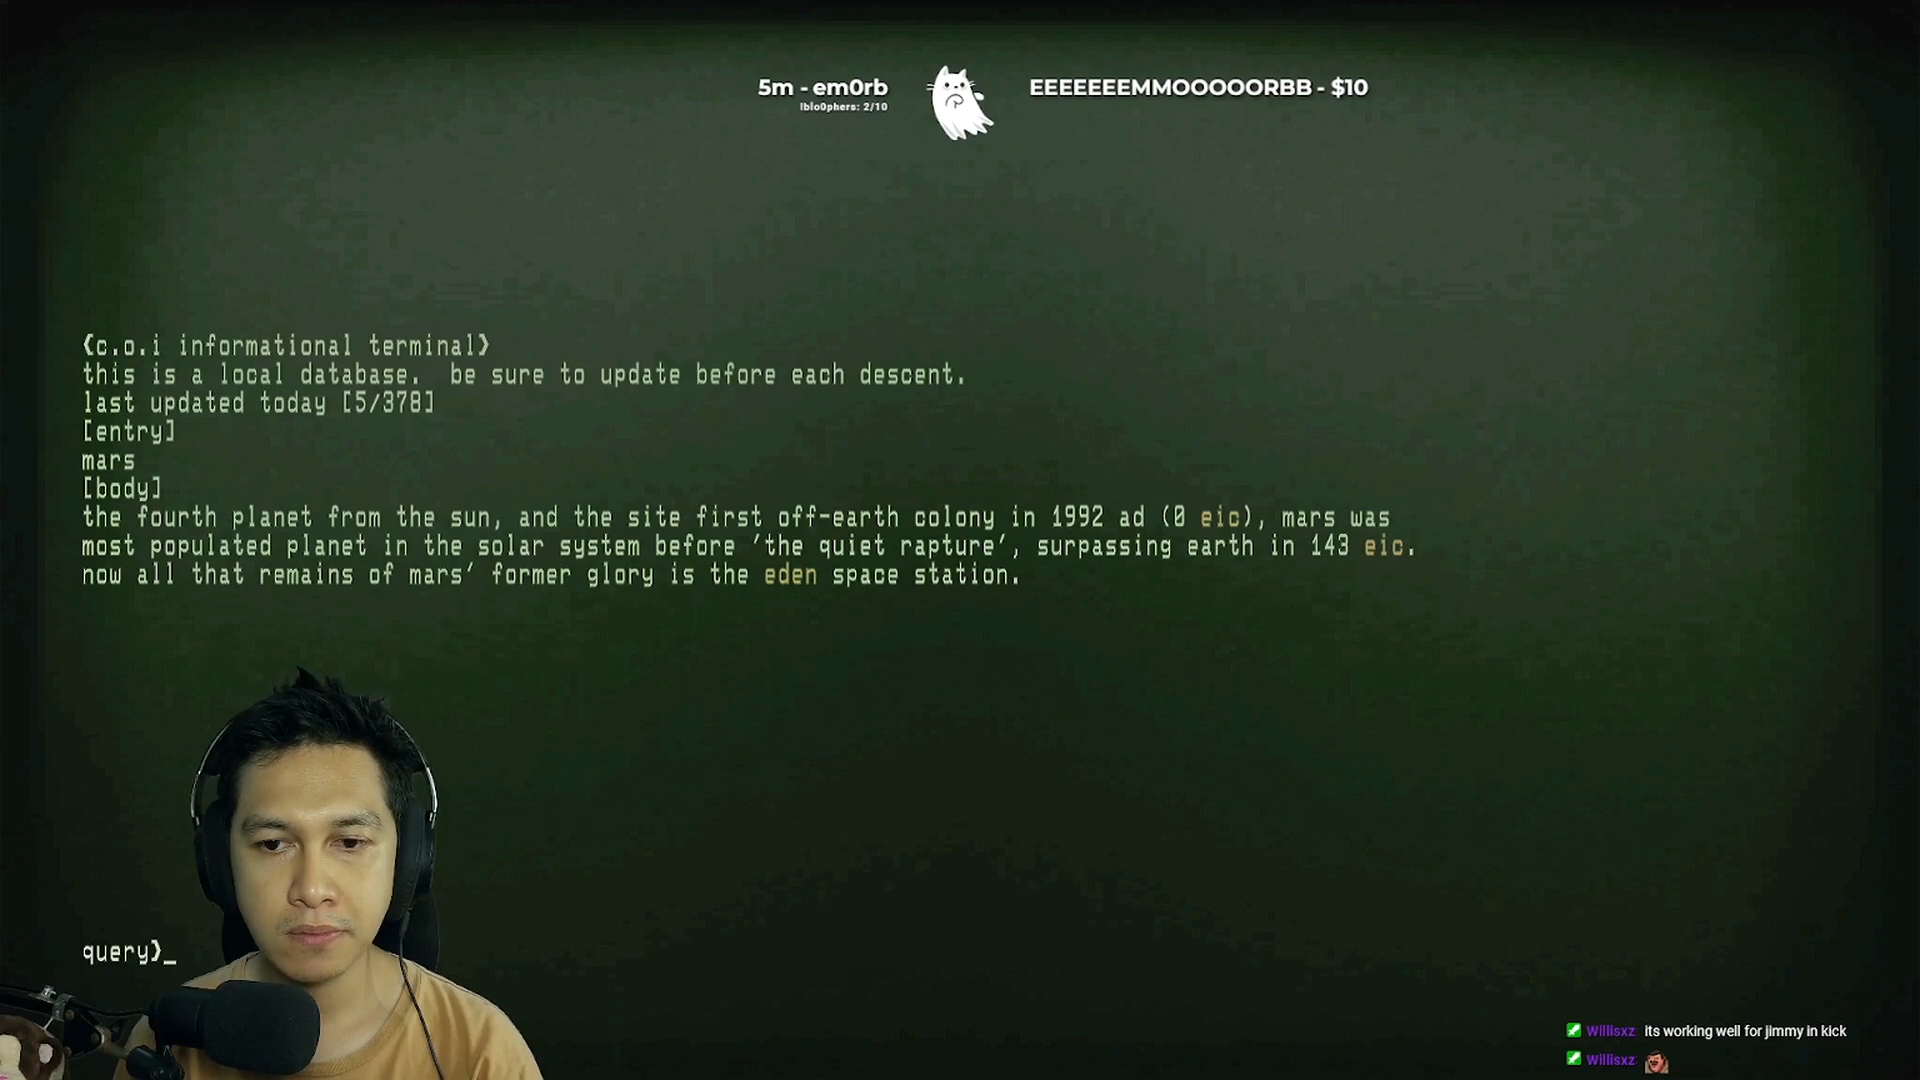 5m - em0rb
!blo0phers: 2/10
EEEEEEEMMOOOOORBB - $10
{c.o.i informational terminal}
this is a local database.  be sure to update before each descent.
last updated today [5/378]
[entry]
mars
[body]
the fourth planet from the sun, and the site first off-earth colony in 1992 ad (0 eic), mars was
most populated planet in the solar system before 'the quiet rapture', surpassing earth in 143 eic.
now all that remains of mars' former glory is the eden space station.
query}_
Willisxz: its working well for jimmy in kick
Willisxz: